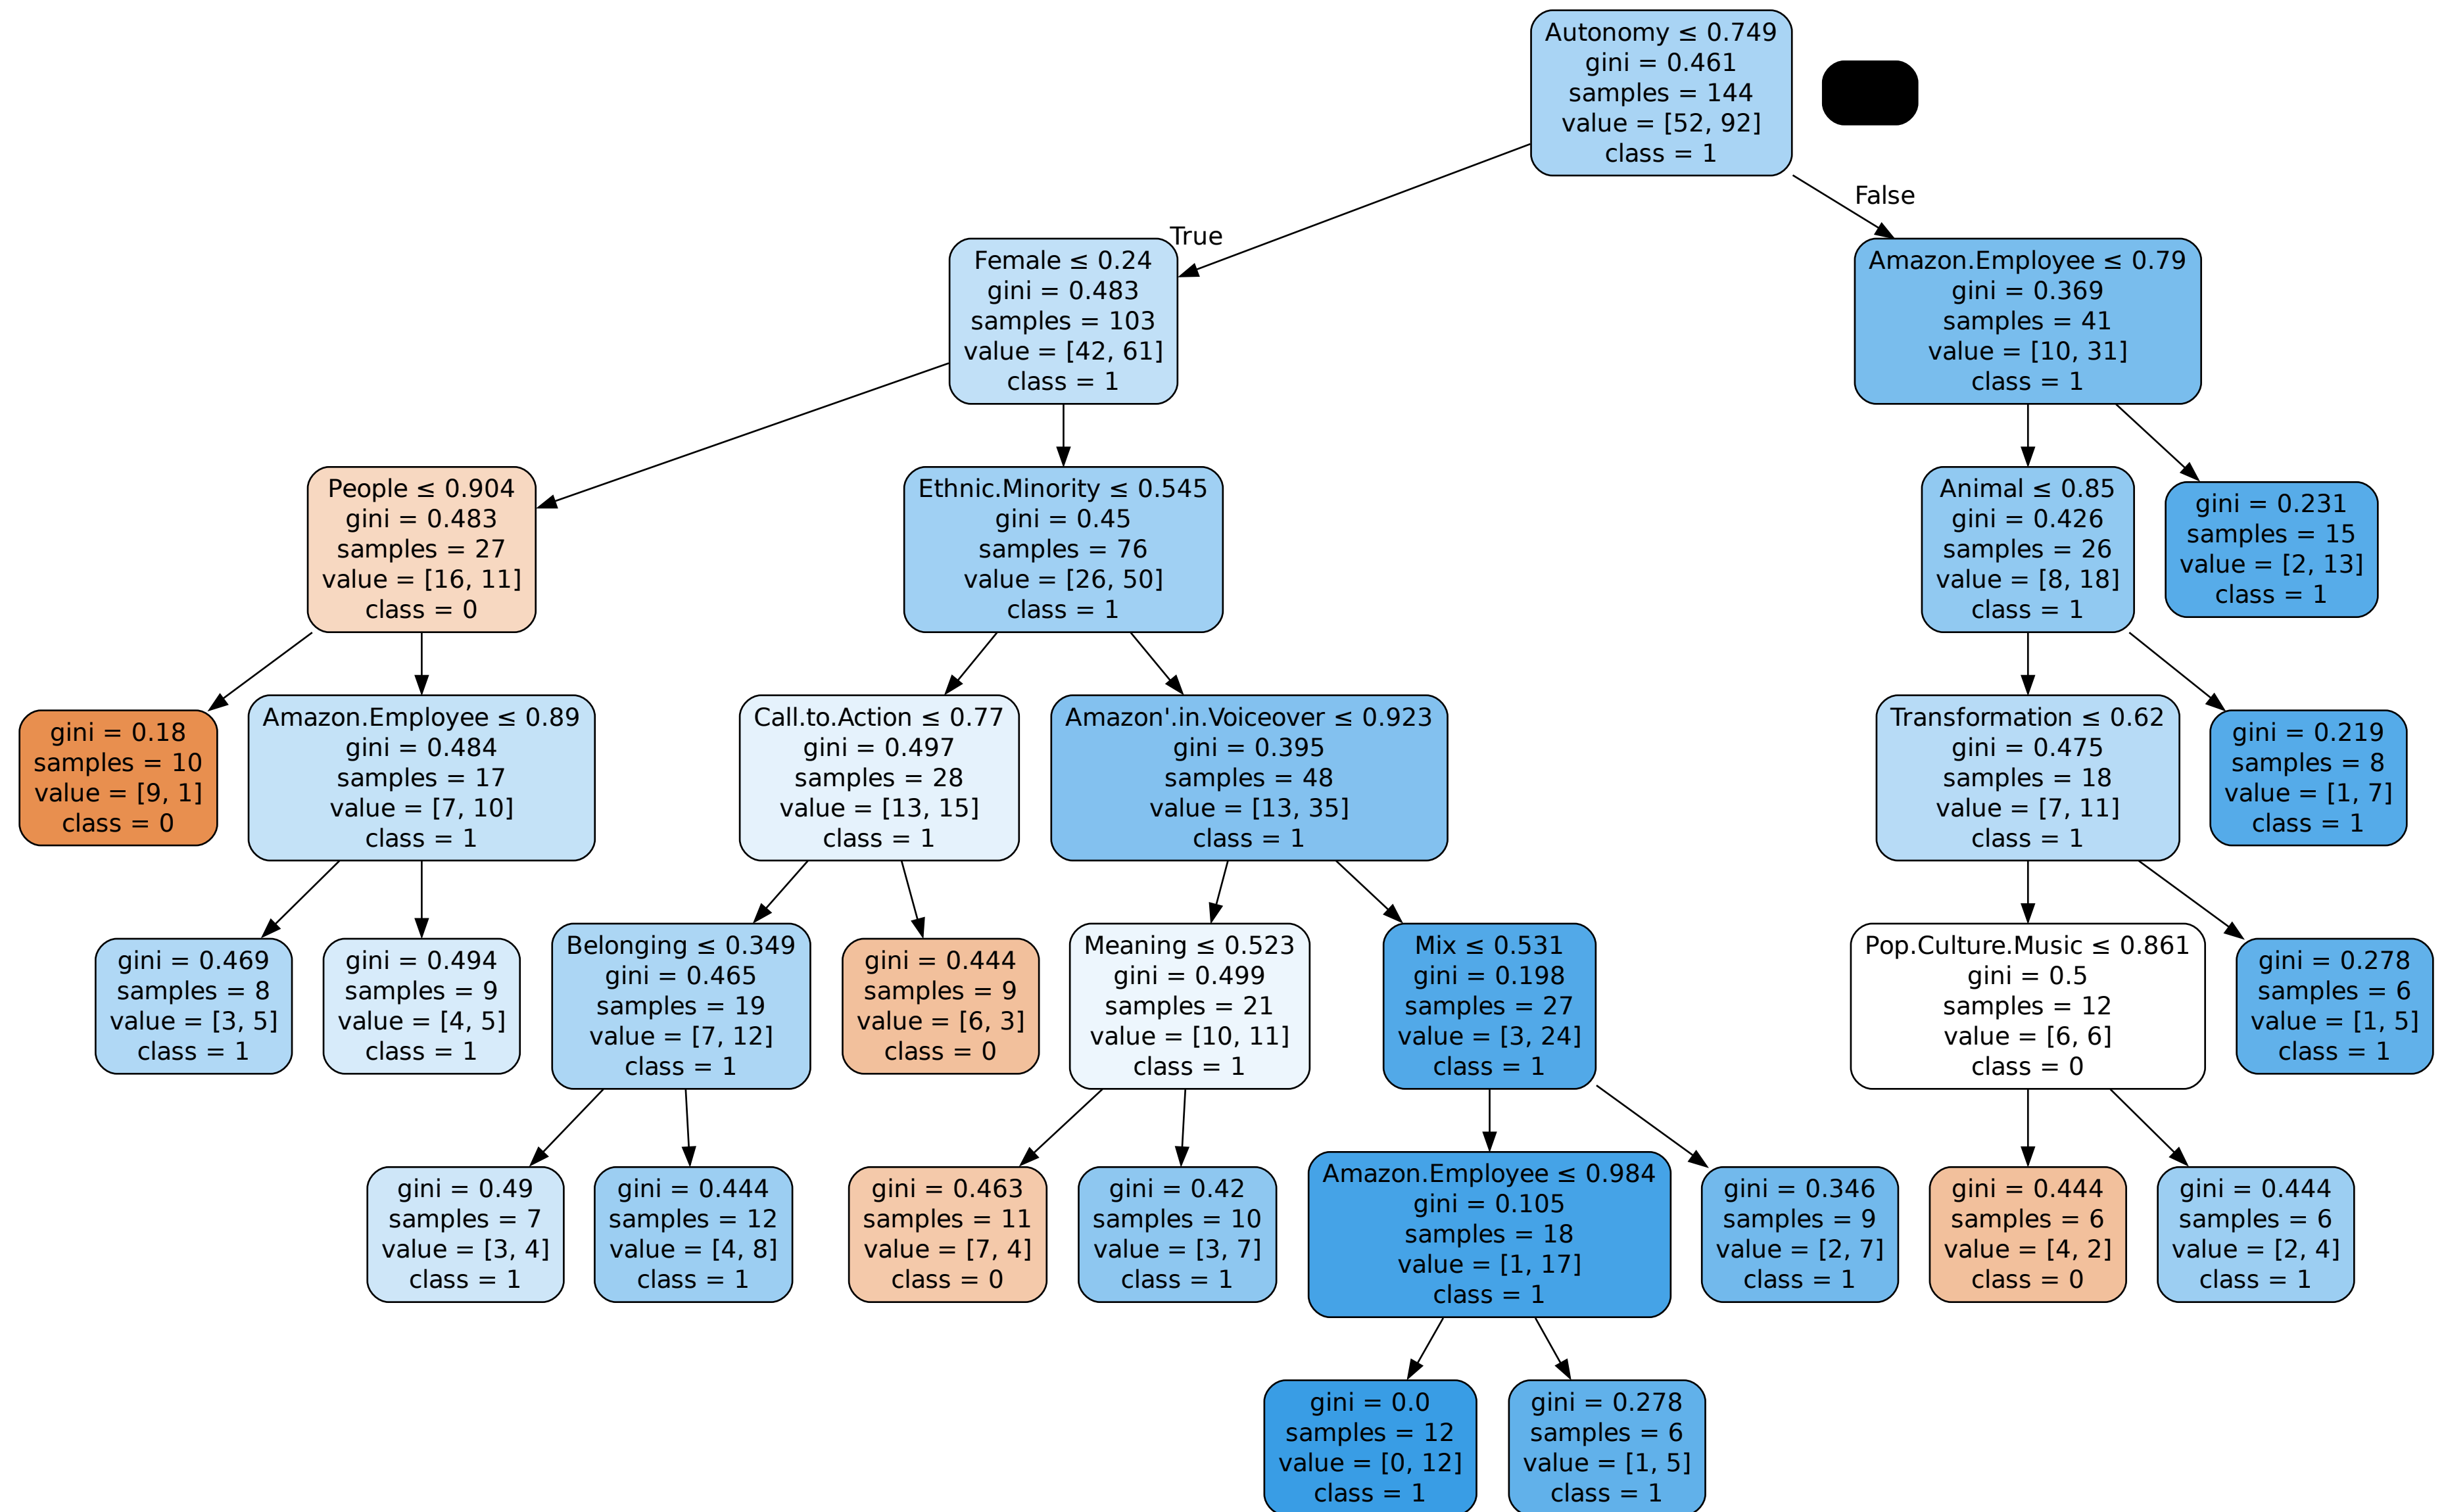 Autonomy ≤ 0.749
gini = 0.461
samples = 144
value = [52, 92]
class = 1
True
False
Female ≤ 0.24
gini = 0.483
samples = 103
value = [42, 61]
class = 1
Amazon.Employee ≤ 0.79
gini = 0.369
samples = 41
value = [10, 31]
class = 1
People ≤ 0.904
gini = 0.483
samples = 27
value = [16, 11]
class = 0
Ethnic.Minority ≤ 0.545
gini = 0.45
samples = 76
value = [26, 50]
class = 1
Animal ≤ 0.85
gini = 0.426
samples = 26
value = [8, 18]
class = 1
gini = 0.231
samples = 15
value = [2, 13]
class = 1
gini = 0.18
samples = 10
value = [9, 1]
class = 0
Amazon.Employee ≤ 0.89
gini = 0.484
samples = 17
value = [7, 10]
class = 1
Call.to.Action ≤ 0.77
gini = 0.497
samples = 28
value = [13, 15]
class = 1
Amazon'.in.Voiceover ≤ 0.923
gini = 0.395
samples = 48
value = [13, 35]
class = 1
Transformation ≤ 0.62
gini = 0.475
samples = 18
value = [7, 11]
class = 1
gini = 0.219
samples = 8
value = [1, 7]
class = 1
gini = 0.469
samples = 8
value = [3, 5]
class = 1
gini = 0.494
samples = 9
value = [4, 5]
class = 1
Belonging ≤ 0.349
gini = 0.465
samples = 19
value = [7, 12]
class = 1
gini = 0.444
samples = 9
value = [6, 3]
class = 0
Meaning ≤ 0.523
gini = 0.499
samples = 21
value = [10, 11]
class = 1
Mix ≤ 0.531
gini = 0.198
samples = 27
value = [3, 24]
class = 1
Pop.Culture.Music ≤ 0.861
gini = 0.5
samples = 12
value = [6, 6]
class = 0
gini = 0.278
samples = 6
value = [1, 5]
class = 1
gini = 0.49
samples = 7
value = [3, 4]
class = 1
gini = 0.444
samples = 12
value = [4, 8]
class = 1
gini = 0.463
samples = 11
value = [7, 4]
class = 0
gini = 0.42
samples = 10
value = [3, 7]
class = 1
Amazon.Employee ≤ 0.984
gini = 0.105
samples = 18
value = [1, 17]
class = 1
gini = 0.346
samples = 9
value = [2, 7]
class = 1
gini = 0.444
samples = 6
value = [4, 2]
class = 0
gini = 0.444
samples = 6
value = [2, 4]
class = 1
gini = 0.0
samples = 12
value = [0, 12]
class = 1
gini = 0.278
samples = 6
value = [1, 5]
class = 1